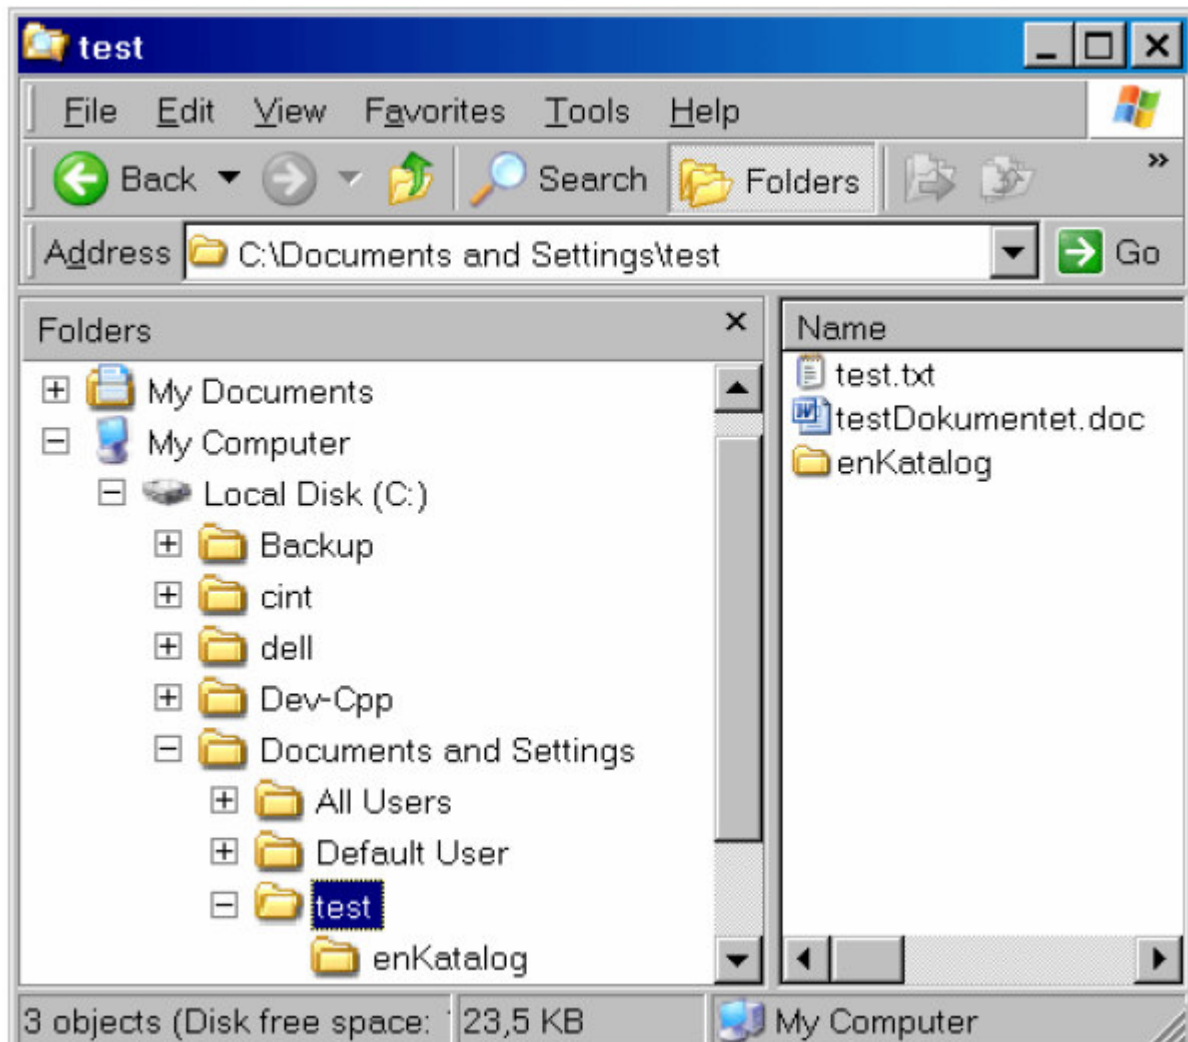 test
File Edit View Favorites Tools Help
Back Search Folders »
Address C:\Documents and Settings\test Go
Folders
My Documents
My Computer
Local Disk (C:)
Backup
cint
dell
Dev-Cpp
Documents and Settings
All Users
Default User
test
enKatalog
Name
test.txt
testDokumentet.doc
enKatalog
3 objects (Disk free space: 23,5 KB My Computer